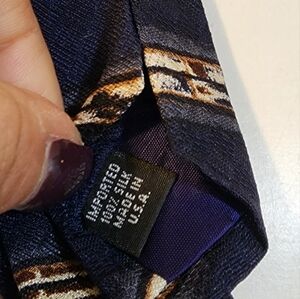 IMPORTED
100% SILK
MADE IN
U.S.A.